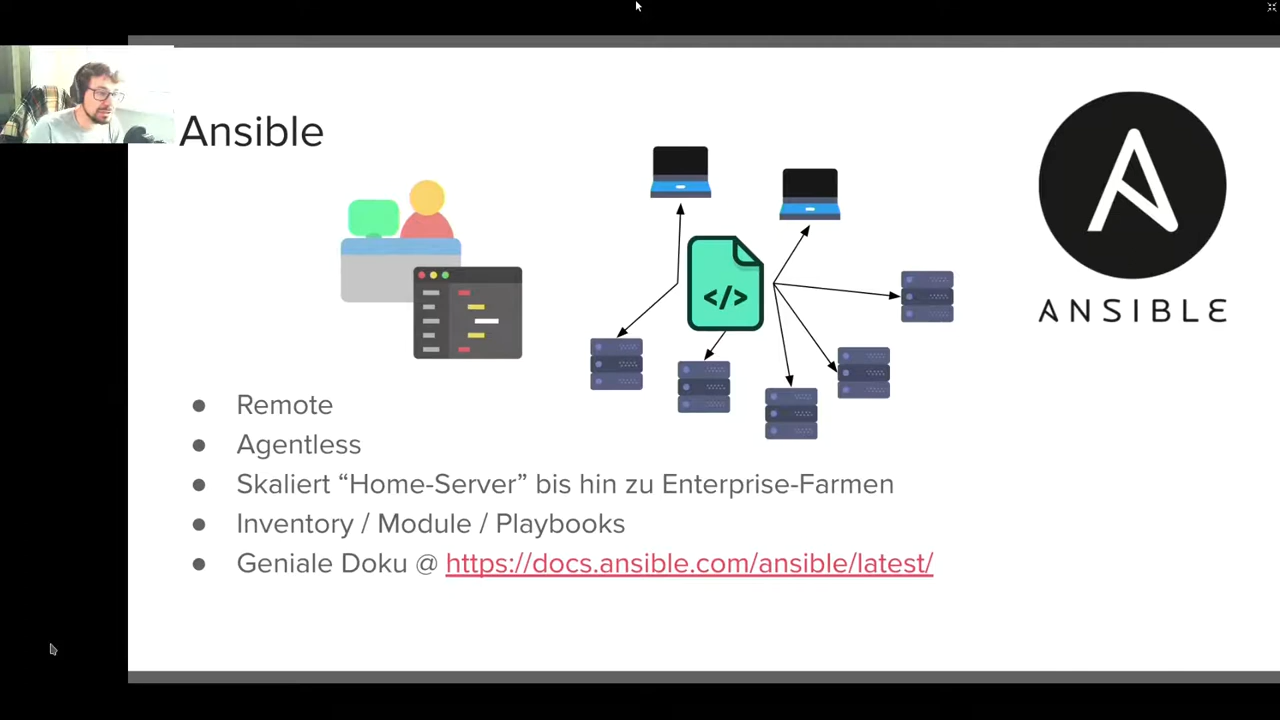 Ansible
</>
ANSIBLE
● Remote
● Agentless
● Skaliert “Home-Server” bis hin zu Enterprise-Farmen
● Inventory / Module / Playbooks
● Geniale Doku @ https://docs.ansible.com/ansible/latest/